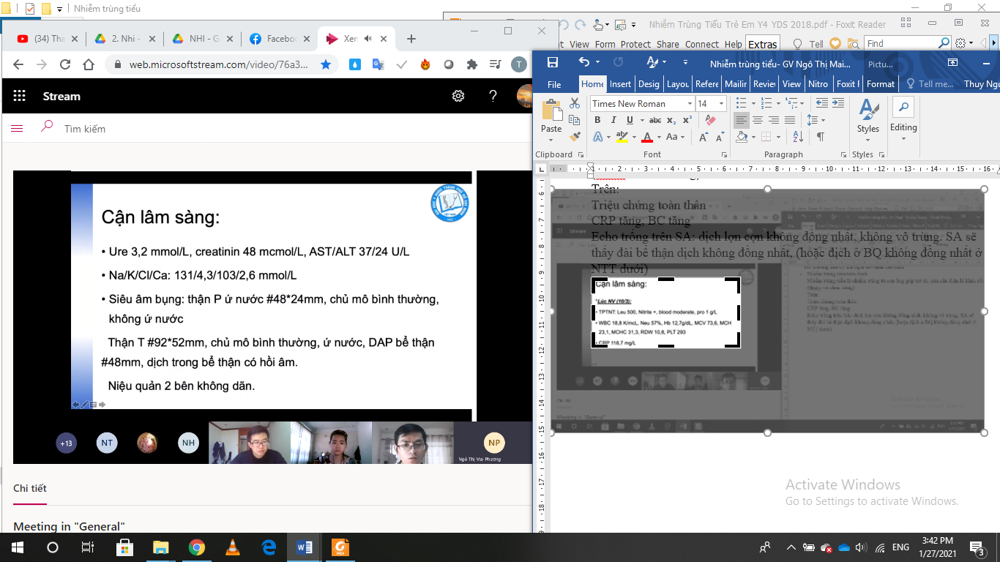 Nhiễm trùng tiểu
(34) Tha
2. Nhi -
NHI - G
Faceboo
Xen
web.microsoftstream.com/video/76a3...
T
Stream
Tìm kiếm
Cận lâm sàng:
• Ure 3,2 mmol/L, creatinin 48 mcmol/L, AST/ALT 37/24 U/L
• Na/K/Cl/Ca: 131/4,3/103/2,6 mmol/L
• Siêu âm bụng: thận P ứ nước #48*24mm, chủ mô bình thường,
không ứ nước
Thận T #92*52mm, chủ mô bình thường, ứ nước, DAP bể thận
#48mm, dịch trong bể thận có hồi âm.
Niệu quản 2 bên không dãn.
+13
NT
NH
NP
Ngô Thị Mai Phương
Chi tiết
Meeting in "General"
Nhiễm Trùng Tiểu Trẻ Em Y4 YDS 2018.pdf - Foxit Reader
t View Form Protect Share Connect Help Extras Tell Find
Nhiễm trùng tiểu- GV Ngô Thị Mai... Pictu...
File Home Insert Desig Layou Refere Mailin Review View Nitro Foxit F Format Tell me... Thuy Ngu
Times New Roman 14
Paste
Styles
Editing
Clipboard Font Paragraph Styles
Trên:
Triệu chứng toàn thân
CRP tăng, BC tăng
Echo trống trên SA: dịch lợn cợn không đồng nhất, không vô trùng. SA sẽ
thấy đài bể thận dịch không đồng nhất, (hoặc dịch ở BQ không đồng nhất ở
NTT dưới)
Cận lâm sàng:
*Lúc NV (10/3):
• TPTNT: Leu 500, Nitrite +, blood moderate, pro 1 g/L
• WBC 18,8 K/mcL, Neu 57%, Hb 12,7g/dL, MCV 73,6, MCH
23,1, MCHC 31,3, RDW 10,8, PLT 293
• CRP 118,7 mg/L
Activate Windows
Go to Settings to activate Windows.
ENG
3:42 PM
1/27/2021
3